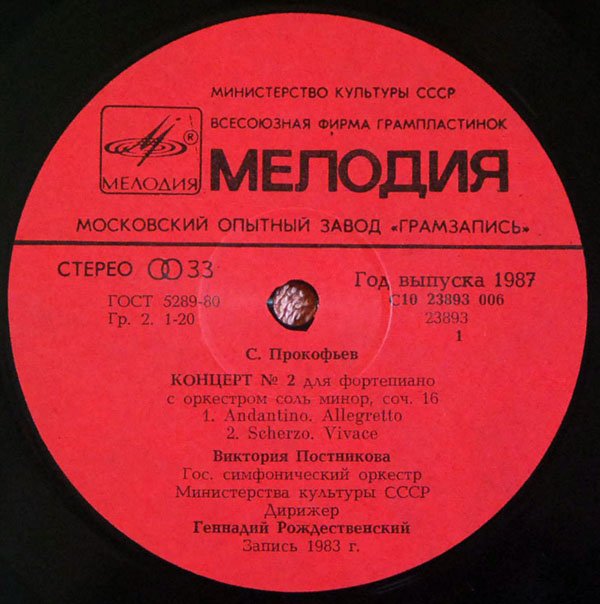 МИНИСТЕРСТВО КУЛЬТУРЫ СССР
ВСЕСОЮЗНАЯ ФИРМА ГРАМПЛАСТИНОК
®
МЕЛОДИЯ
МЕЛОДИЯ
МОСКОВСКИЙ ОПЫТНЫЙ ЗАВОД «ГРАМЗАПИСЬ»
СТЕРЕО 33
Год выпуска 1987
ГОСТ 5289-80
С10 23893 006
Гр. 2. 1-20
23893
1
С. Прокофьев
КОНЦЕРТ № 2 для фортепиано
с оркестром соль минор, соч. 16
1. Andantino. Allegretto
2. Scherzo. Vivace
Виктория Постникова
Гос. симфонический оркестр
Министерства культуры СССР
Дирижер
Геннадий Рождественский
Запись 1983 г.